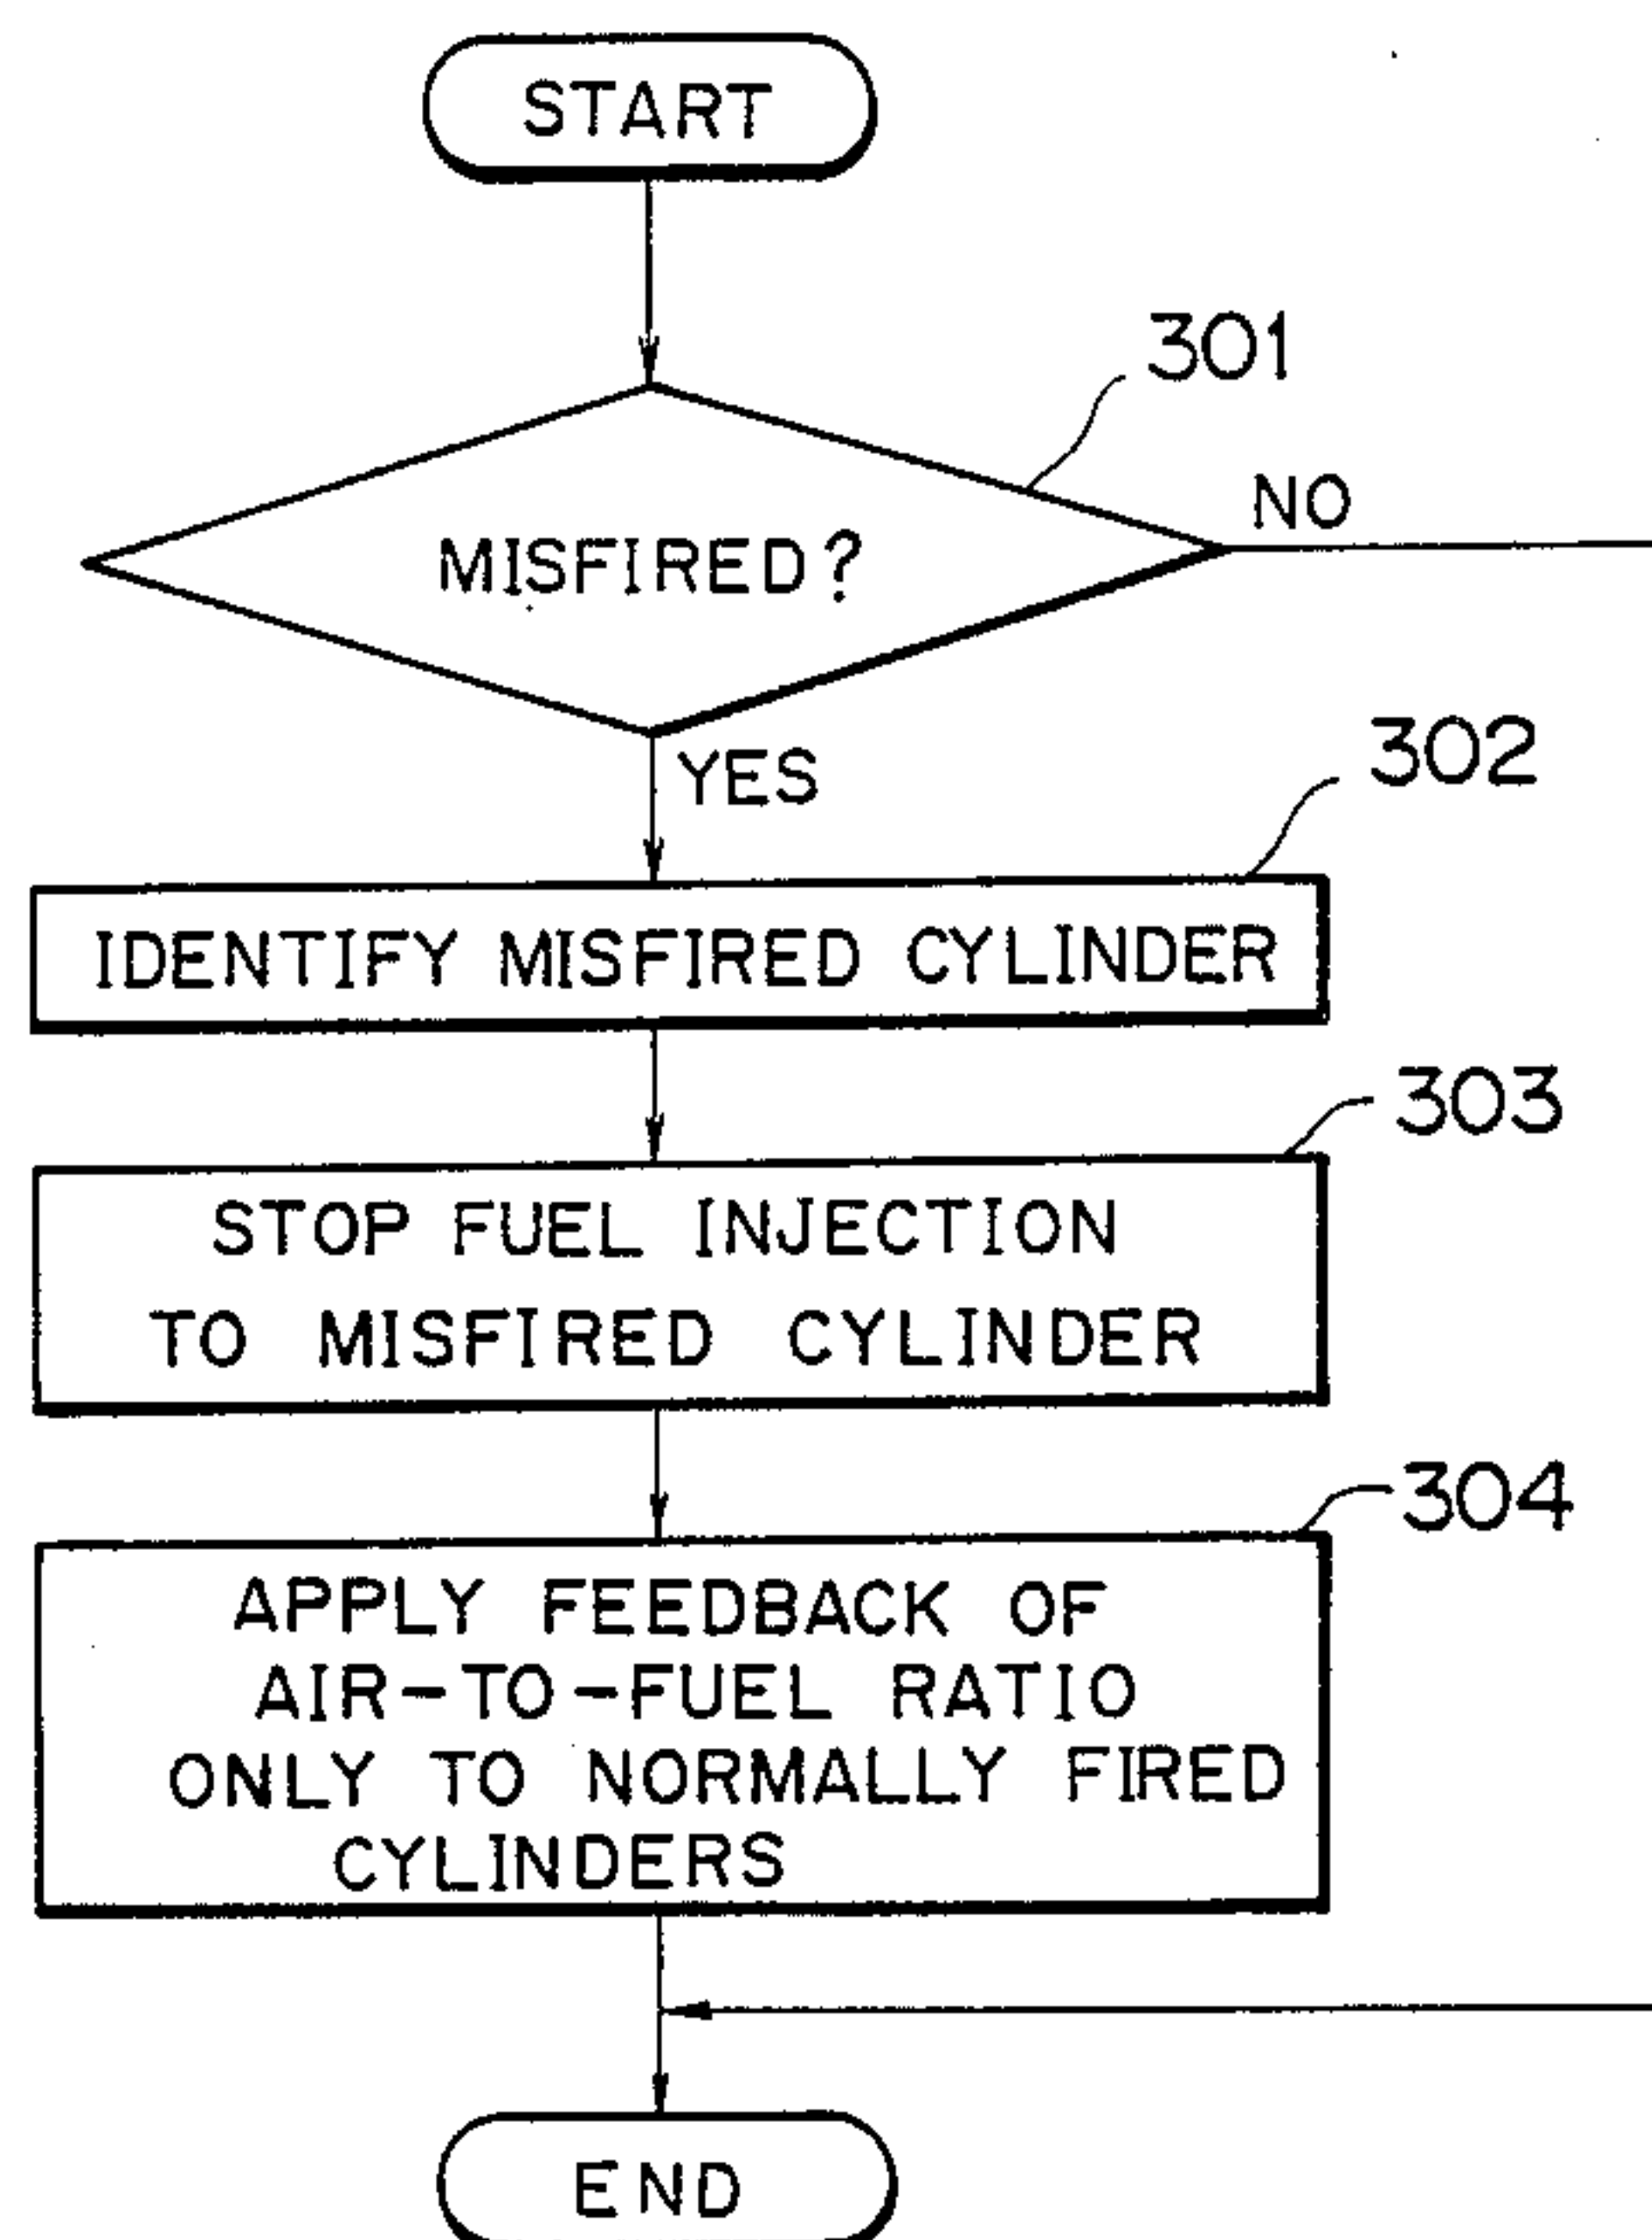 START
301
MISFIRED?
NO
YES
302
IDENTIFY MISFIRED CYLINDER
303
STOP FUEL INJECTION
TO MISFIRED CYLINDER
304
APPLY FEEDBACK OF
AIR-TO-FUEL RATIO
ONLY TO NORMALLY FIRED
CYLINDERS
END